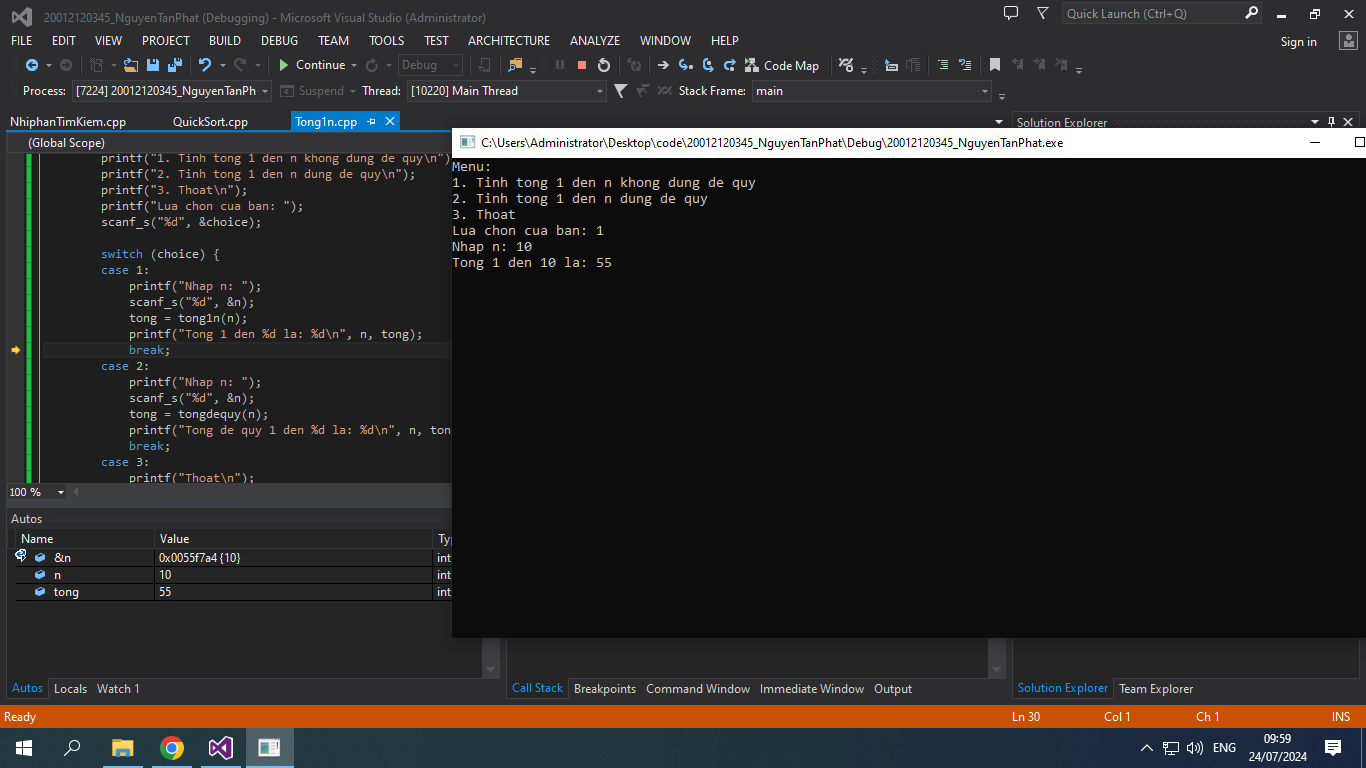 20012120345_NguyenTanPhat (Debugging) - Microsoft Visual Studio (Administrator)
Quick Launch (Ctrl+Q)
FILE EDIT VIEW PROJECT BUILD DEBUG TEAM TOOLS TEST ARCHITECTURE ANALYZE WINDOW HELP
Sign in
Continue Debug Code Map
Process: [7224] 20012120345_NguyenTanPh Suspend Thread: [10220] Main Thread Stack Frame: main
NhiphanTimKiem.cpp QuickSort.cpp Tong1n.cpp
Solution Explorer
(Global Scope)
printf("1. Tinh tong 1 den n khong dung de quy\n")
printf("2. Tinh tong 1 den n dung de quy\n");
printf("3. Thoat\n");
printf("Lua chon cua ban: ");
scanf_s("%d", &choice);
switch (choice) {
case 1:
printf("Nhap n: ");
scanf_s("%d", &n);
tong = tong1n(n);
printf("Tong 1 den %d la: %d\n", n, tong);
break;
case 2:
printf("Nhap n: ");
scanf_s("%d", &n);
tong = tongdequy(n);
printf("Tong de quy 1 den %d la: %d\n", n, ton
break;
case 3:
printf("Thoat\n");
100 %
C:\Users\Administrator\Desktop\code\20012120345_NguyenTanPhat\Debug\20012120345_NguyenTanPhat.exe
Menu:
1. Tinh tong 1 den n khong dung de quy
2. Tinh tong 1 den n dung de quy
3. Thoat
Lua chon cua ban: 1
Nhap n: 10
Tong 1 den 10 la: 55
Autos
Name Value Ty
&n 0x0055f7a4 {10} int
n 10 int
tong 55 int
Autos Locals Watch 1
Call Stack Breakpoints Command Window Immediate Window Output
Solution Explorer Team Explorer
Ready Ln 30 Col 1 Ch 1 INS
ENG
09:59
24/07/2024